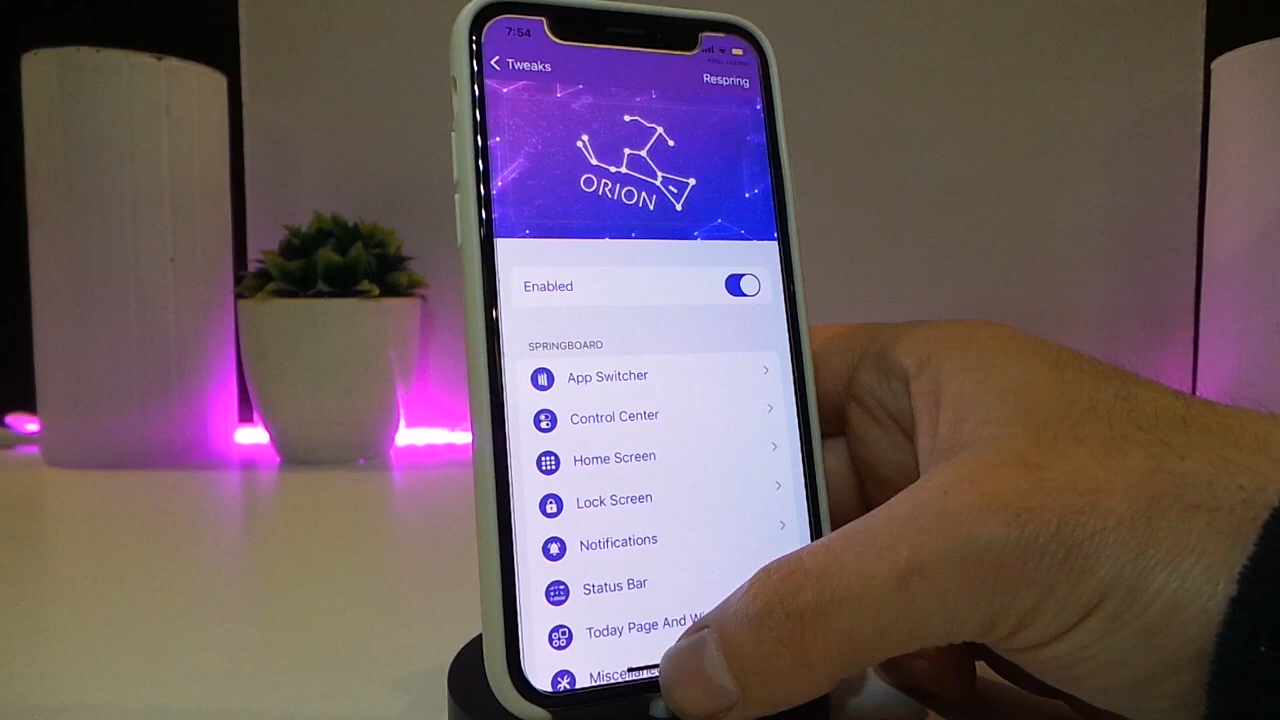 7:54
Tweaks
Respring
ORION
Enabled
SPRINGBOARD
App Switcher
Control Center
Home Screen
Lock Screen
Notifications
Status Bar
Today Page And